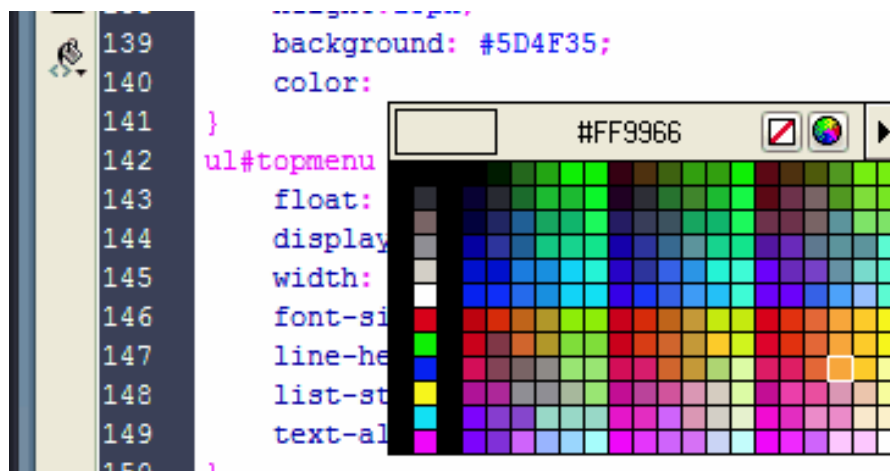 139 background: #5D4F35;
140 color:
#FF9966
141 }
142 ul#topmenu
143 float:
144 display
145 width:
146 font-si
147 line-he
148 list-st
149 text-al